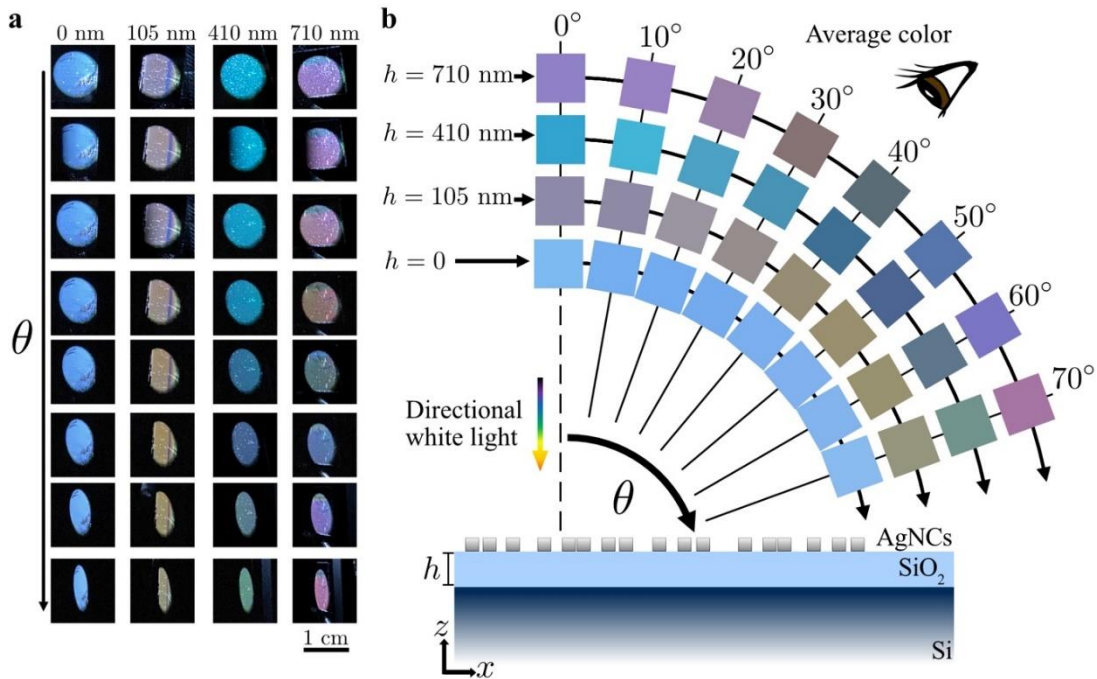 a
0 nm 105 nm 410 nm 710 nm
θ
1 cm
b
0°
10°
20°
30°
40°
50°
60°
70°
Average color
h = 710 nm
h = 410 nm
h = 105 nm
h = 0
Directional
white light
θ
AgNCs
h
SiO₂
Si
z
x